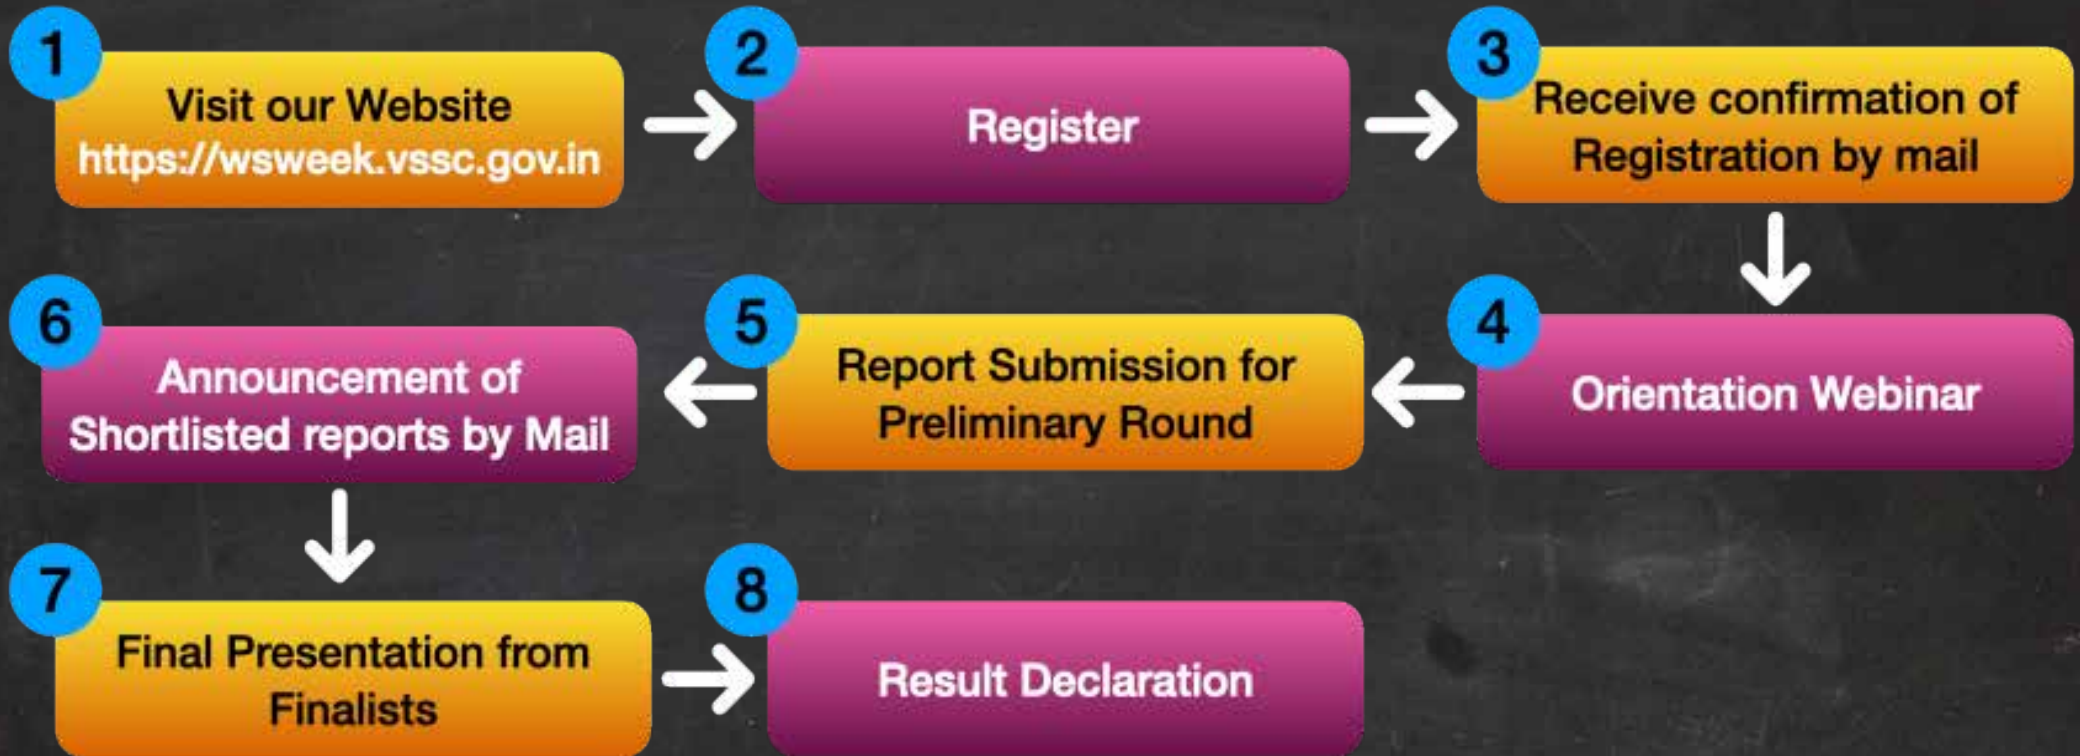 1
Visit our Website
https://wsweek.vssc.gov.in
2
Register
3
Receive confirmation of
Registration by mail
4
Orientation Webinar
5
Report Submission for
Preliminary Round
6
Announcement of
Shortlisted reports by Mail
7
Final Presentation from
Finalists
8
Result Declaration